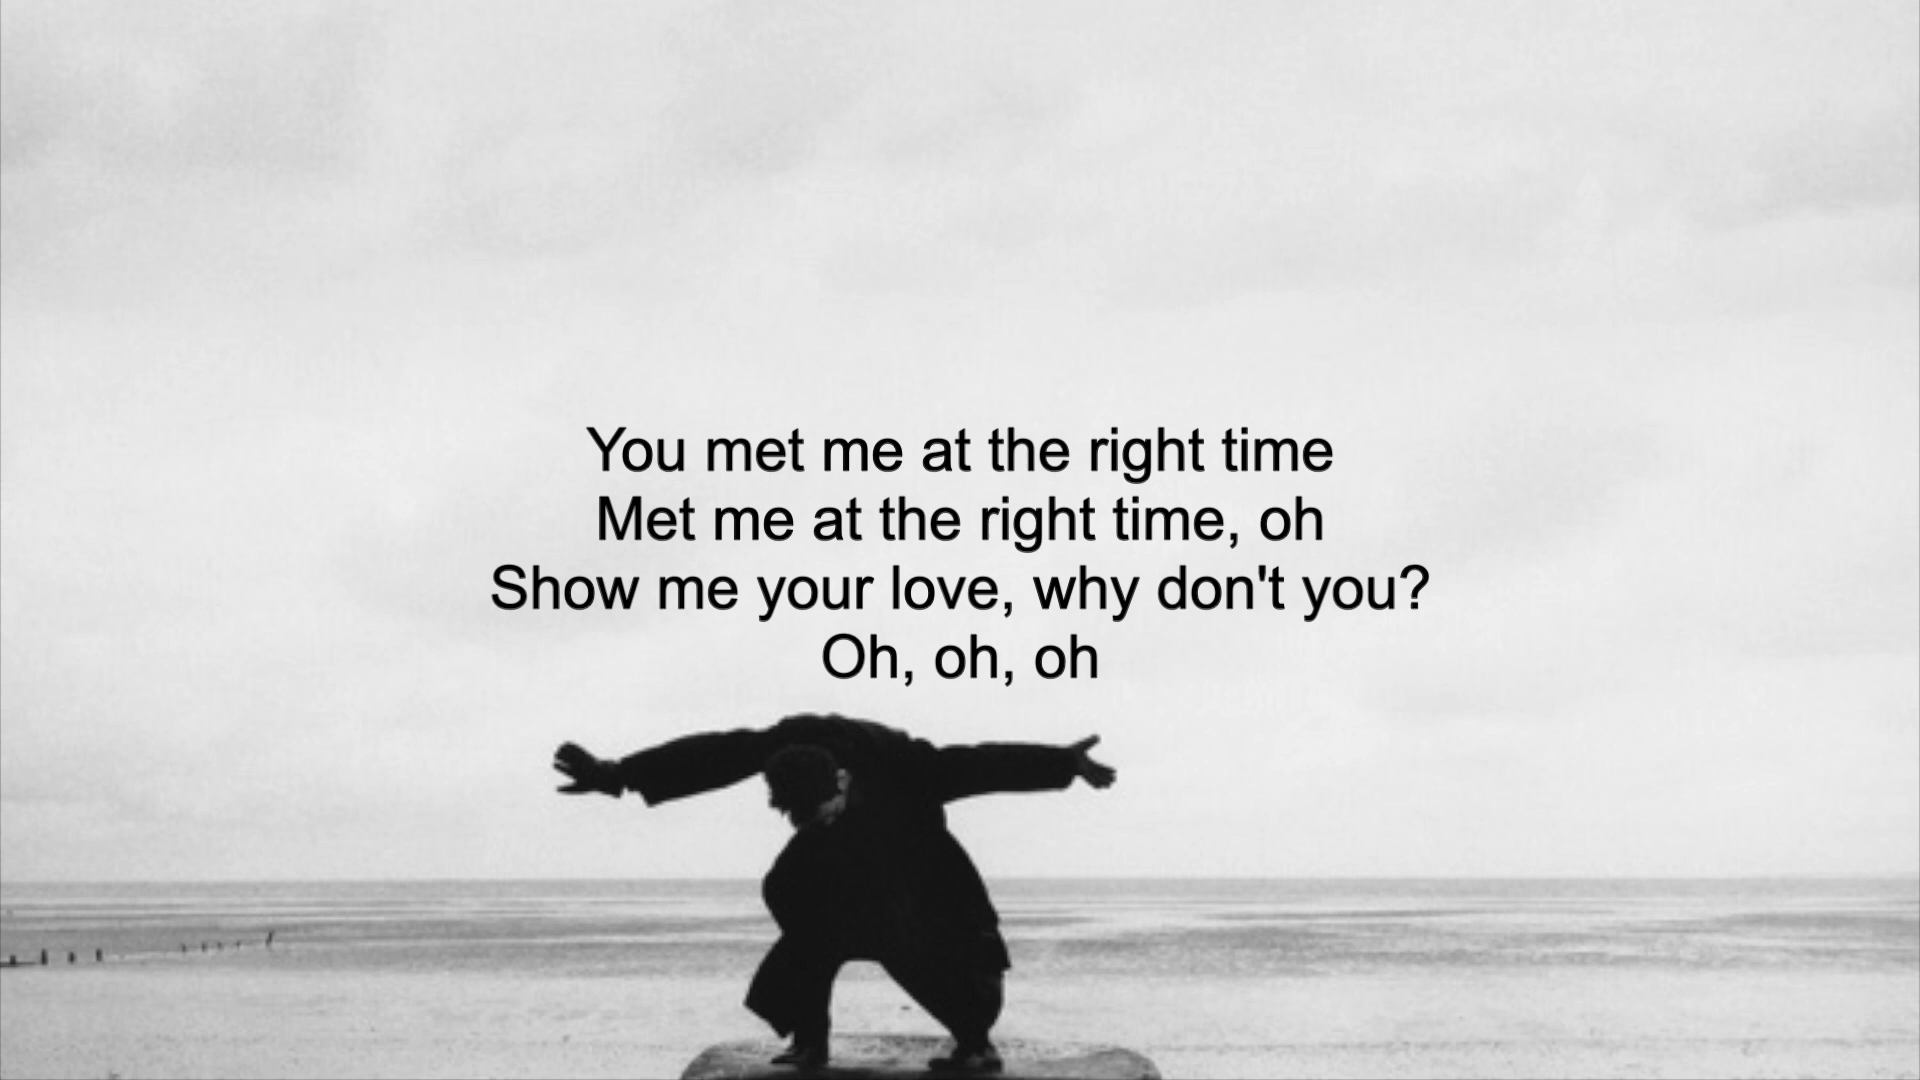 You met me at the right time
Met me at the right time, oh
Show me your love, why don't you?
Oh, oh, oh